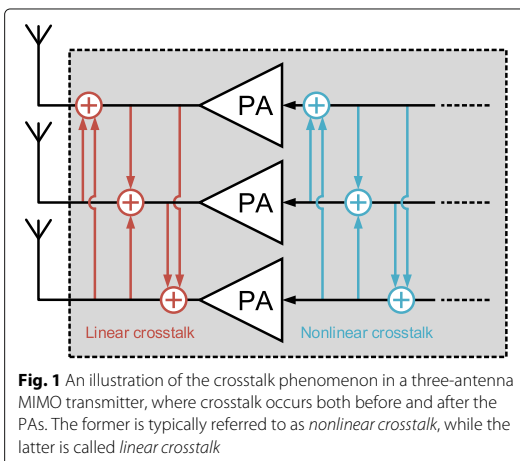 PA
PA
PA
Linear crosstalk
Nonlinear crosstalk
Fig. 1 An illustration of the crosstalk phenomenon in a three-antenna
MIMO transmitter, where crosstalk occurs both before and after the
PAs. The former is typically referred to as nonlinear crosstalk, while the
latter is called linear crosstalk